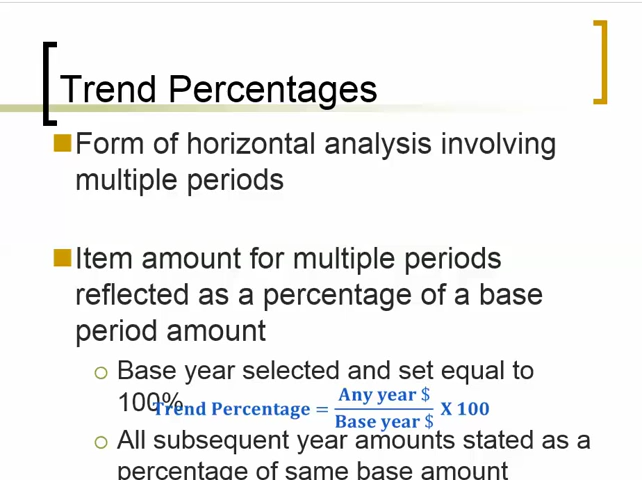 Trend Percentages
Form of horizontal analysis involving
multiple periods
Item amount for multiple periods
reflected as a percentage of a base
period amount
Base year selected and set equal to
100%
Trend Percentage = Any year $ / Base year $ X 100
All subsequent year amounts stated as a
percentage of same base amount